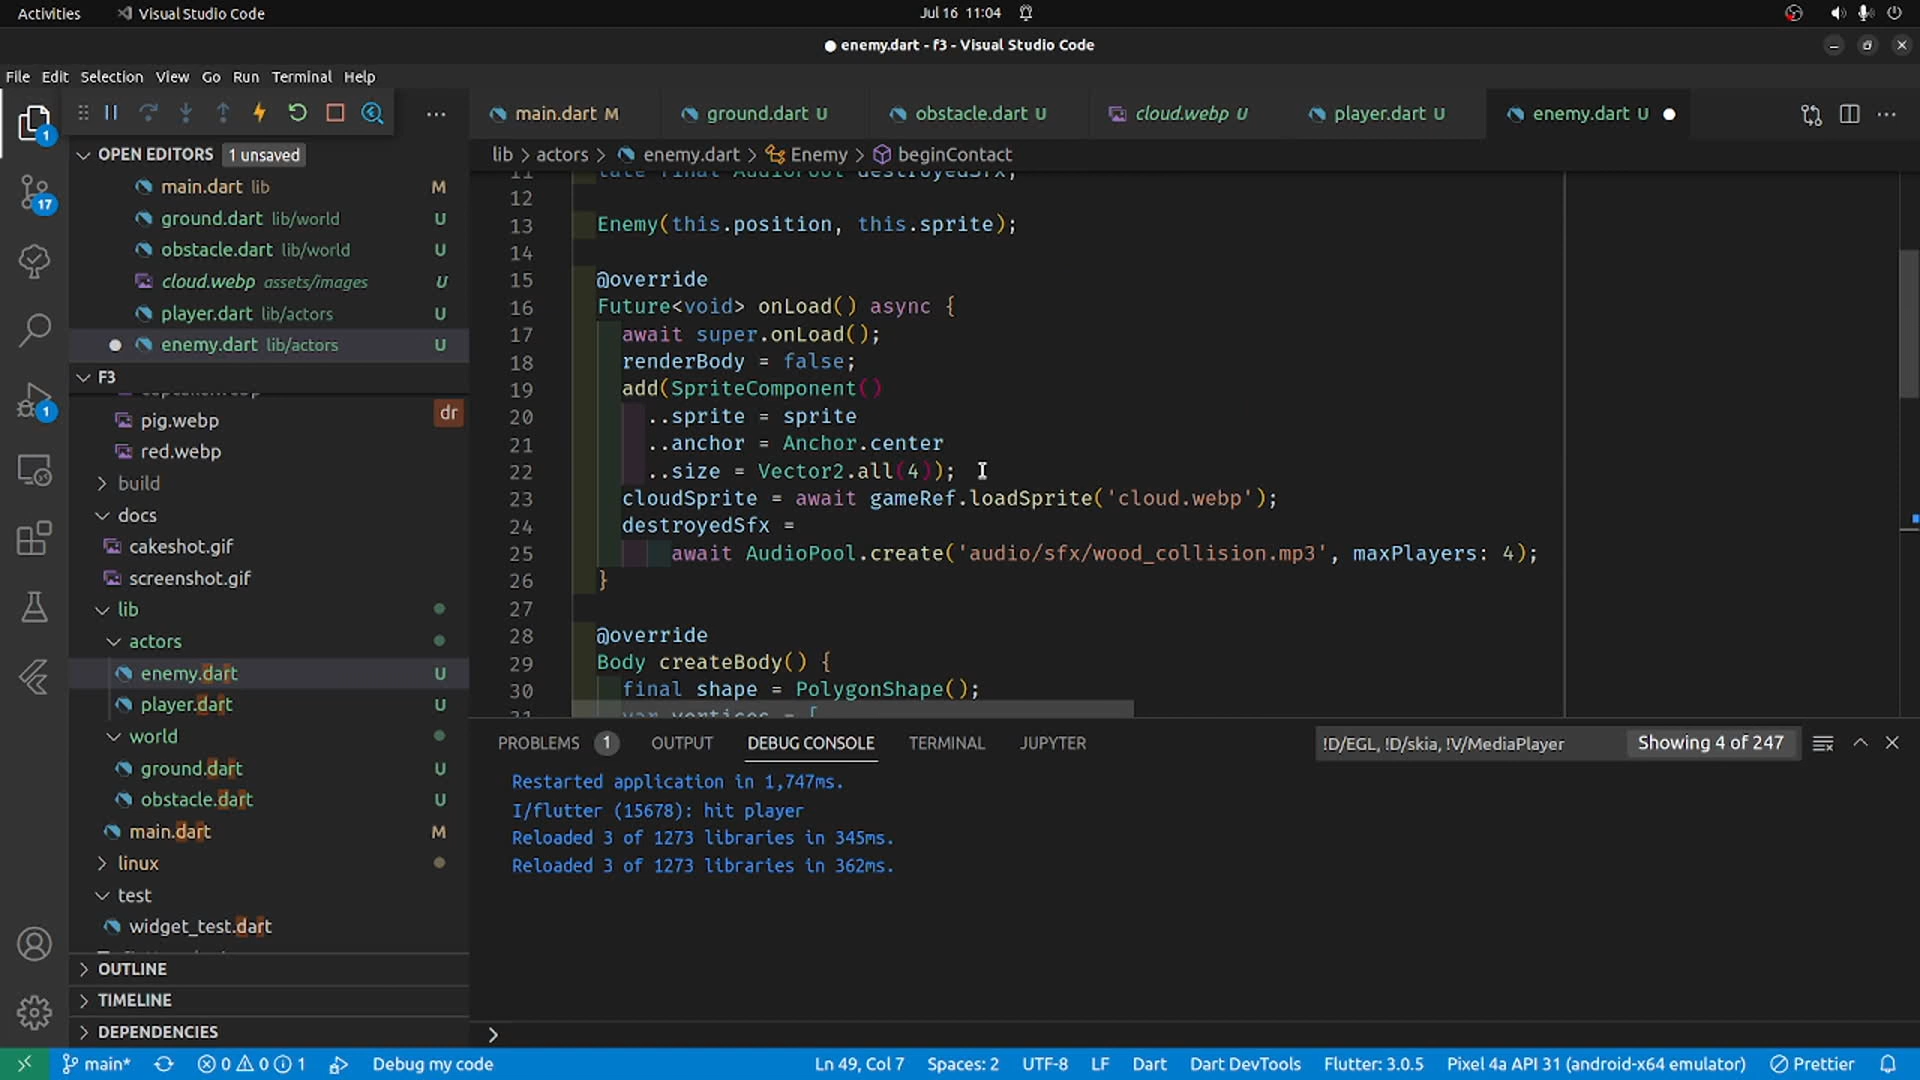 Activities
Visual Studio Code
Jul 16 11:04
enemy.dart - f3 - Visual Studio Code
File Edit Selection View Go Run Terminal Help
main.dart M
ground.dart U
obstacle.dart U
cloud.webp U
player.dart U
enemy.dart U
lib > actors > enemy.dart > Enemy > beginContact
1
17
1
OPEN EDITORS 1 unsaved
main.dart lib M
ground.dart lib/world U
obstacle.dart lib/world U
cloud.webp assets/images U
player.dart lib/actors U
enemy.dart lib/actors U
F3
dr
pig.webp
red.webp
build
docs
cakeshot.gif
screenshot.gif
lib
actors
enemy.dart U
player.dart U
world
ground.dart U
obstacle.dart U
main.dart M
linux
test
widget_test.dart
OUTLINE
TIMELINE
DEPENDENCIES
11 late final AudioPool destroyedSfx;
12
13 Enemy(this.position, this.sprite);
14
15 @override
16 Future<void> onLoad() async {
17 await super.onLoad();
18 renderBody = false;
19 add(SpriteComponent()
20 ..sprite = sprite
21 ..anchor = Anchor.center
22 ..size = Vector2.all(4));
23 cloudSprite = await gameRef.loadSprite('cloud.webp');
24 destroyedSfx =
25 await AudioPool.create('audio/sfx/wood_collision.mp3', maxPlayers: 4);
26 }
27
28 @override
29 Body createBody() {
30 final shape = PolygonShape();
31 var vertices = [
PROBLEMS 1 OUTPUT DEBUG CONSOLE TERMINAL JUPYTER
!D/EGL, !D/skia, !V/MediaPlayer
Showing 4 of 247
Restarted application in 1,747ms.
I/flutter (15678): hit player
Reloaded 3 of 1273 libraries in 345ms.
Reloaded 3 of 1273 libraries in 362ms.
>
main* 0 0 1 Debug my code
Ln 49, Col 7 Spaces: 2 UTF-8 LF Dart Dart DevTools Flutter: 3.0.5 Pixel 4a API 31 (android-x64 emulator) Prettier